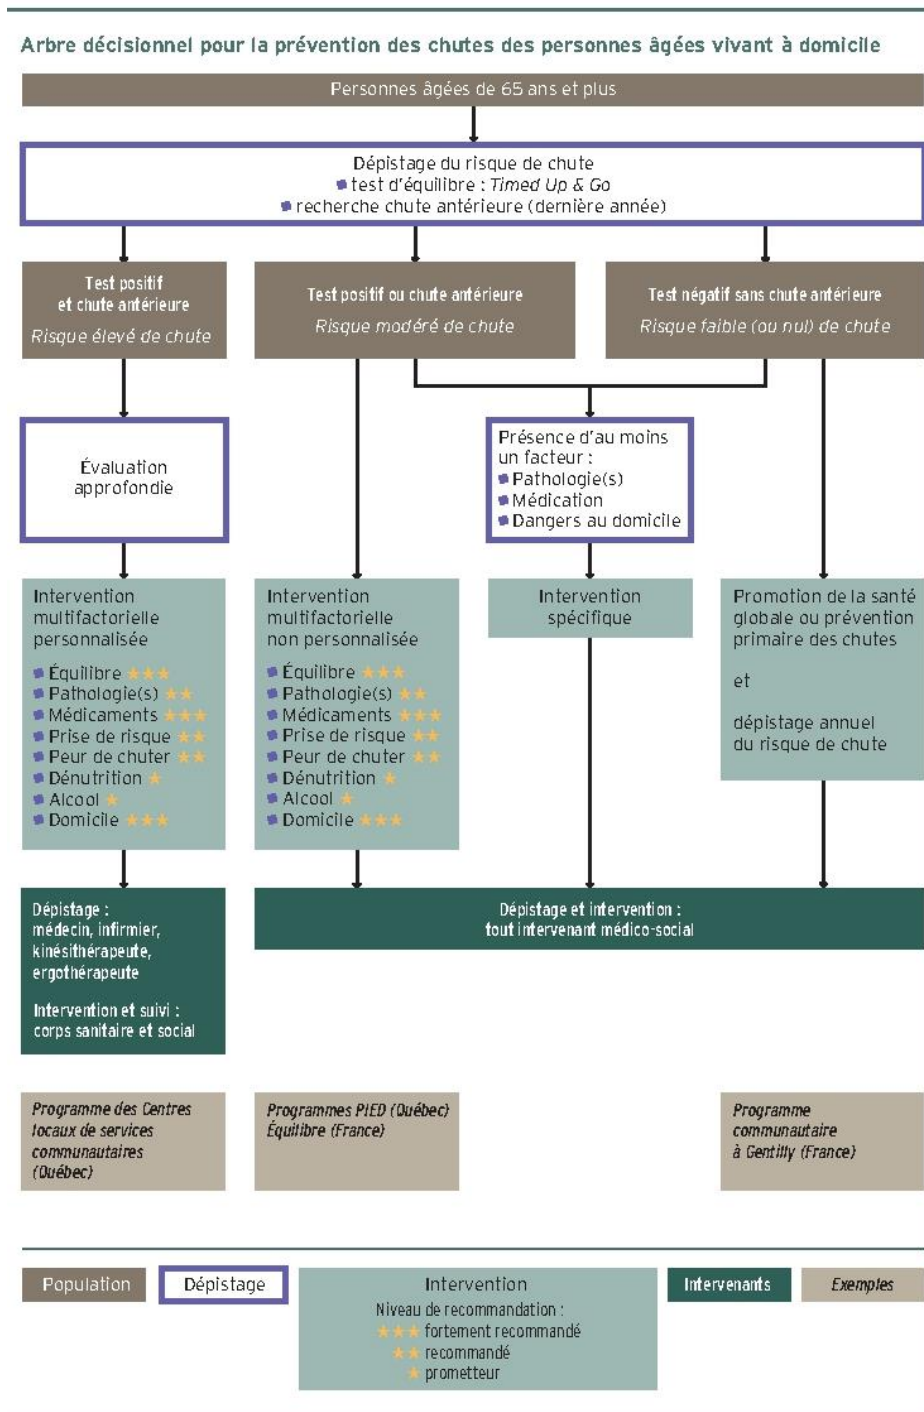 Arbre décisionnel pour la prévention des chutes des personnes âgées vivant à domicile
Personnes âgées de 65 ans et plus
Dépistage du risque de chute
test d'équilibre : Timed Up & Go
recherche chute antérieure (dernière année)
Test positif
et chute antérieure
Risque élevé de chute
Test positif ou chute antérieure
Risque modéré de chute
Test négatif sans chute antérieure
Risque faible (ou nul) de chute
Évaluation
approfondie
Présence d'au moins
un facteur :
Pathologie(s)
Médication
Dangers au domicile
Intervention
multifactorielle
personnalisée
Équilibre ★★★
Pathologie(s) ★★
Médicaments ★★★
Prise de risque ★★
Peur de chuter ★★
Dénutrition ★
Alcool ★
Domicile ★★★
Intervention
multifactorielle
non personnalisée
Équilibre ★★★
Pathologie(s) ★★
Médicaments ★★★
Prise de risque ★★
Peur de chuter ★★
Dénutrition ★
Alcool ★
Domicile ★★★
Intervention
spécifique
Promotion de la santé
globale ou prévention
primaire des chutes
et
dépistage annuel
du risque de chute
Dépistage :
médecin, infirmier,
kinésithérapeute,
ergothérapeute
Intervention et suivi :
corps sanitaire et social
Dépistage et intervention :
tout intervenant médico-social
Programme des Centres
locaux de services
communautaires
(Québec)
Programmes PIED (Québec)
Équilibre (France)
Programme
communautaire
à Gentilly (France)
Population
Dépistage
Intervention
Niveau de recommandation :
★★★ fortement recommandé
★★ recommandé
★ prometteur
Intervenants
Exemples